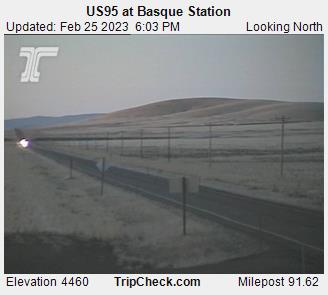 US95 at Basque Station
Updated: Feb 25 2023 6:03 PM Looking North
Elevation 4460 TripCheck.com Milepost 91.62